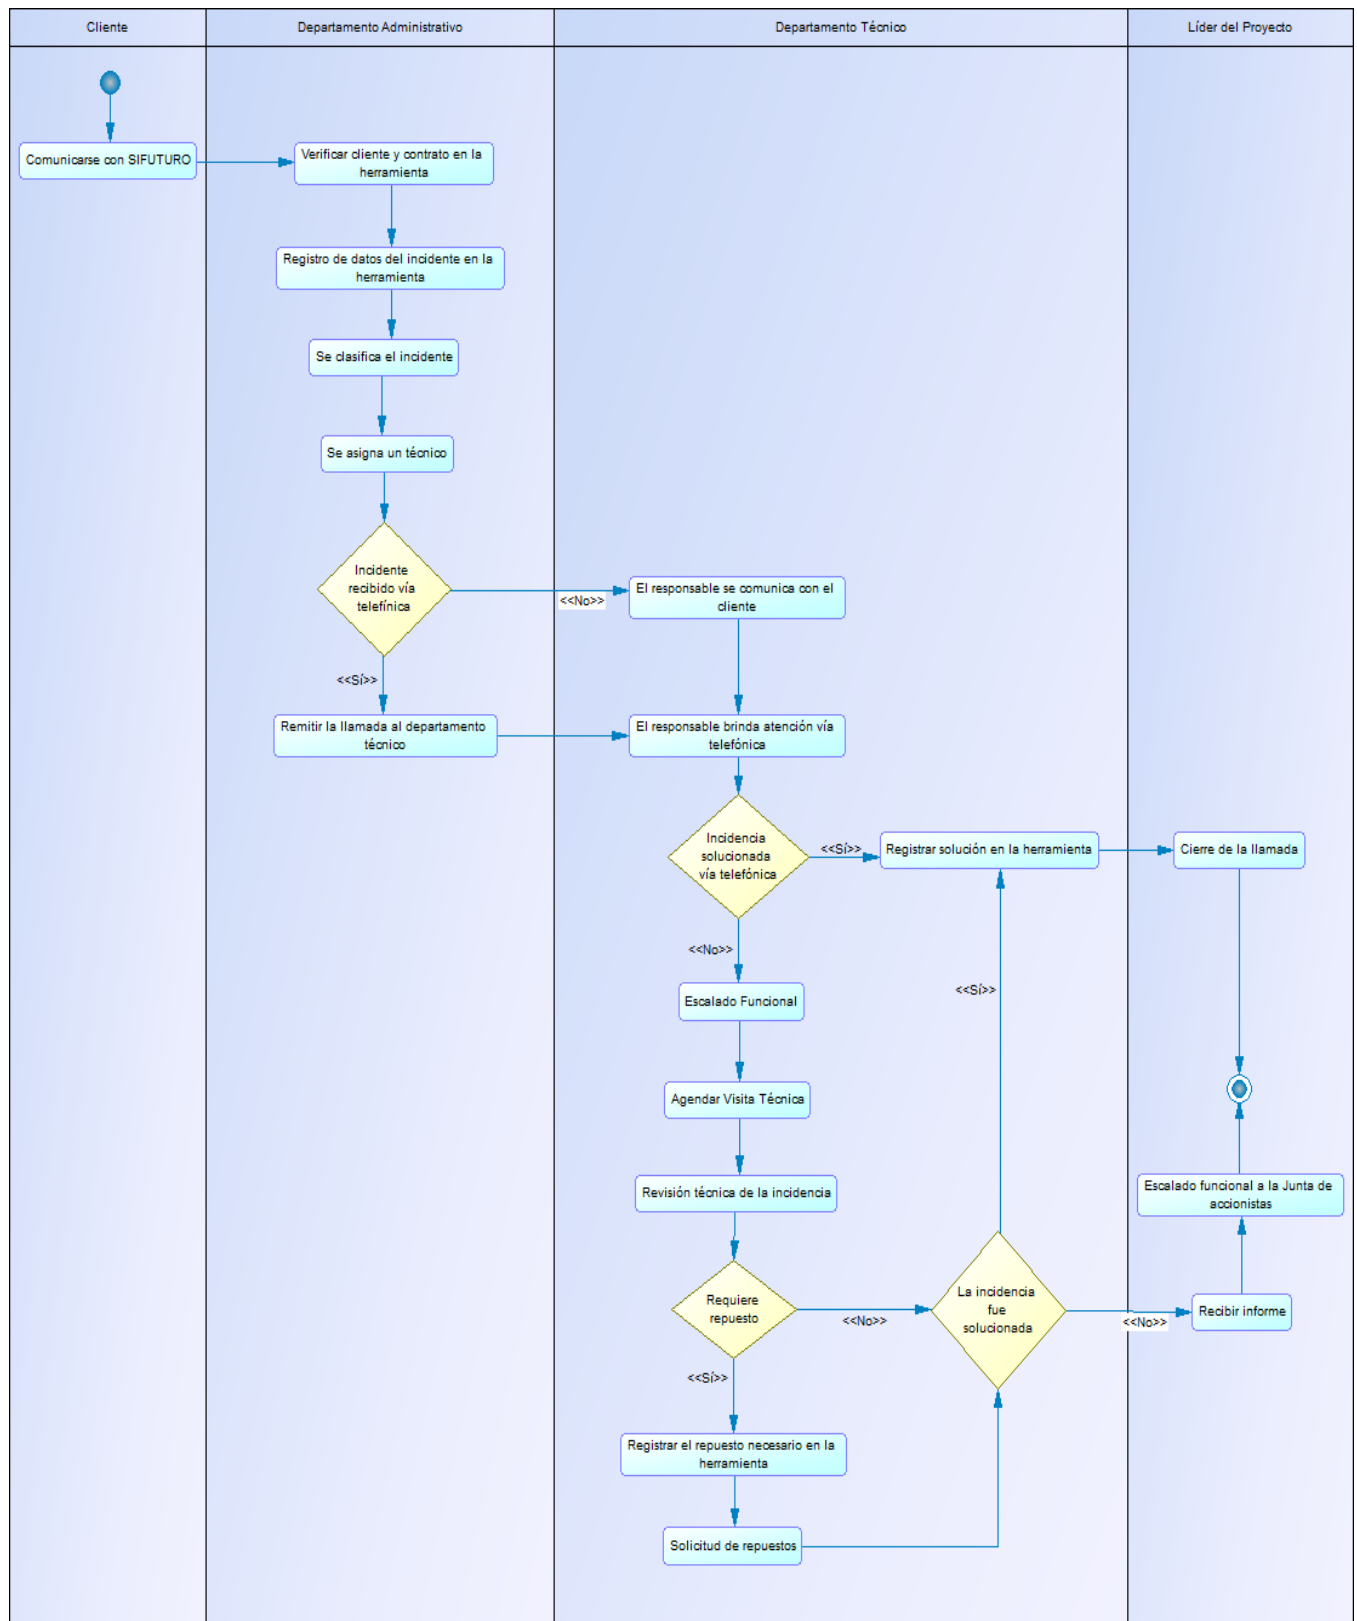 Cliente
Departamento Administrativo
Departamento Técnico
Líder del Proyecto
Comunicarse con SIFUTURO
Verificar cliente y contrato en la
herramienta
Registro de datos del incidente en la
herramienta
Se clasifica el incidente
Se asigna un técnico
Incidente
recibido vía
telefínica
<<No>>
El responsable se comunica con el
cliente
<<Sí>>
Remitir la llamada al departamento
técnico
El responsable brinda atención vía
telefónica
Incidencia
solucionada
vía telefónica
<<Sí>>
Registrar solución en la herramienta
Cierre de la llamada
<<No>>
Escalado Funcional
<<Sí>>
Agendar Visita Técnica
Revisión técnica de la incidencia
Escalado funcional a la Junta de
accionistas
Requiere
repuesto
<<No>>
La incidencia
fue
solucionada
<<No>>
Recibir informe
<<Sí>>
Registrar el repuesto necesario en la
herramienta
Solicitud de repuestos